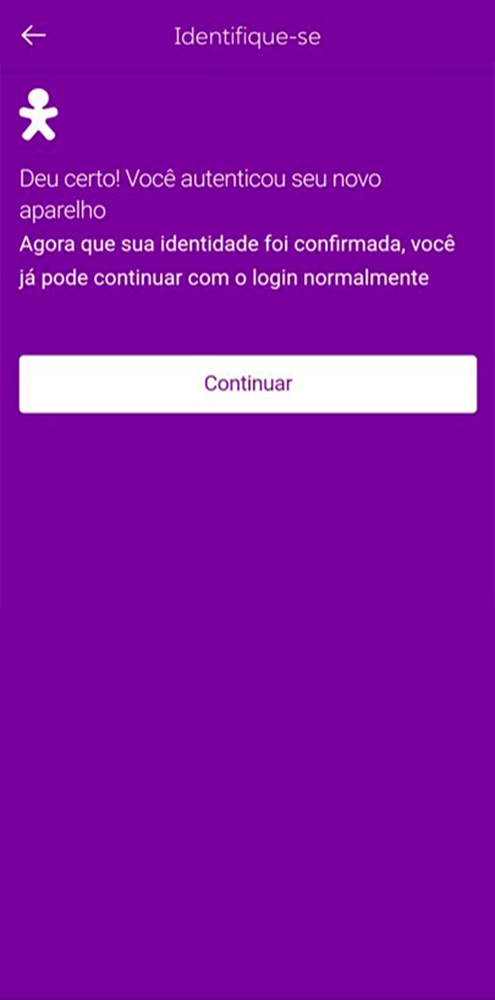 Identifique-se
Deu certo! Você autenticou seu novo
aparelho
Agora que sua identidade foi confirmada, você
já pode continuar com o login normalmente
Continuar